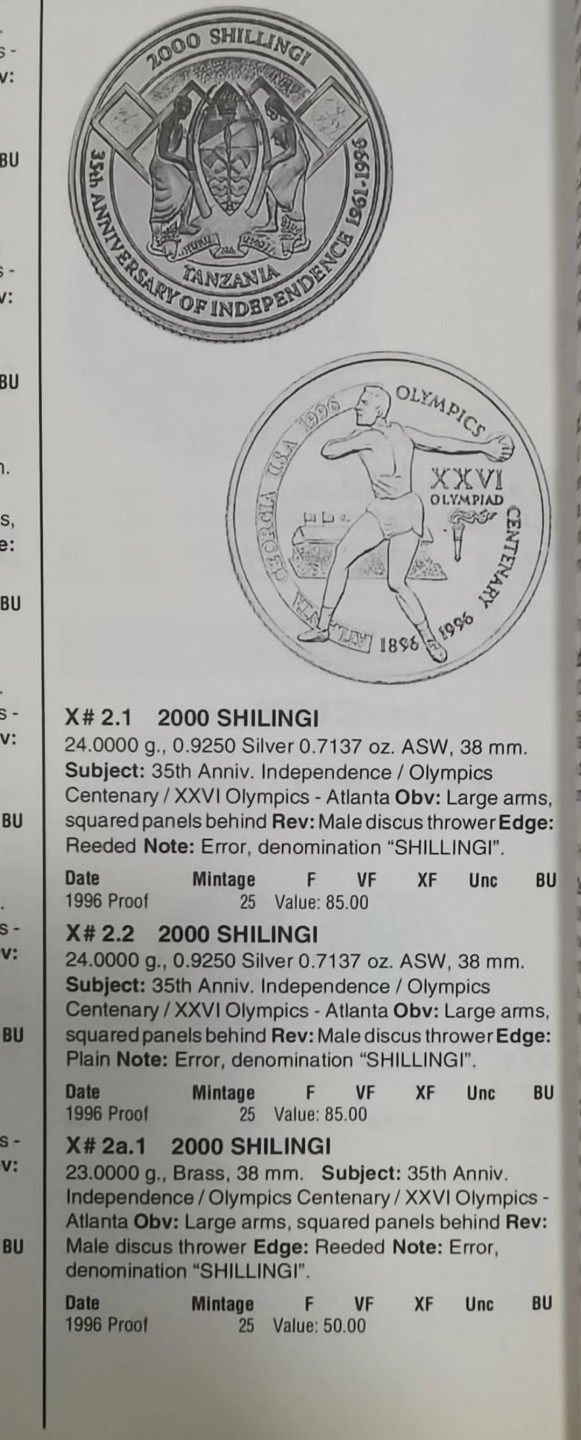 2000 SHILLINGI
35th ANNIVERSARY OF INDEPENDENCE 1961-1996
TANZANIA
OLYMPICS
CENTENARY
XXVI
OLYMPIAD
GEORGIA USA 1996
1896 1996
X# 2.1 2000 SHILINGI
24.0000 g., 0.9250 Silver 0.7137 oz. ASW, 38 mm.
Subject: 35th Anniv. Independence / Olympics
Centenary / XXVI Olympics - Atlanta Obv: Large arms,
squared panels behind Rev: Male discus thrower Edge:
Reeded Note: Error, denomination “SHILLINGI”.
Date Mintage F VF XF Unc BU
1996 Proof 25 Value: 85.00
X# 2.2 2000 SHILINGI
24.0000 g., 0.9250 Silver 0.7137 oz. ASW, 38 mm.
Subject: 35th Anniv. Independence / Olympics
Centenary / XXVI Olympics - Atlanta Obv: Large arms,
squared panels behind Rev: Male discus thrower Edge:
Plain Note: Error, denomination “SHILLINGI”.
Date Mintage F VF XF Unc BU
1996 Proof 25 Value: 85.00
X# 2a.1 2000 SHILINGI
23.0000 g., Brass, 38 mm. Subject: 35th Anniv.
Independence / Olympics Centenary / XXVI Olympics -
Atlanta Obv: Large arms, squared panels behind Rev:
Male discus thrower Edge: Reeded Note: Error,
denomination “SHILLINGI”.
Date Mintage F VF XF Unc BU
1996 Proof 25 Value: 50.00
BU
BU
BU
BU
BU
BU